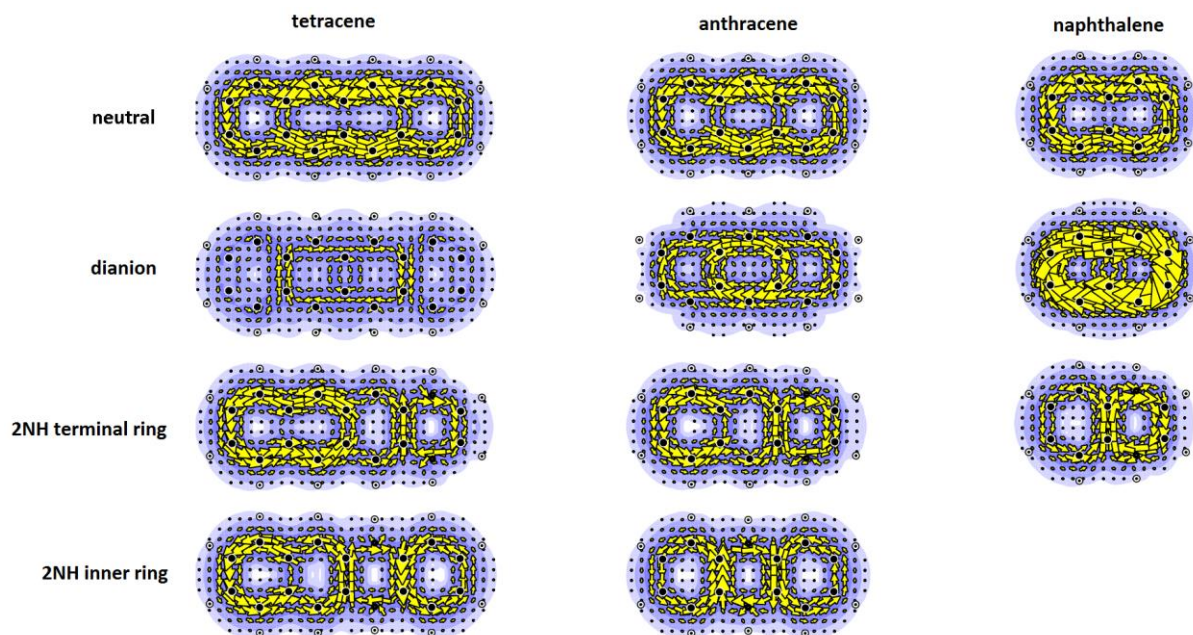 tetracene
anthracene
naphthalene
neutral
dianion
2NH terminal ring
2NH inner ring